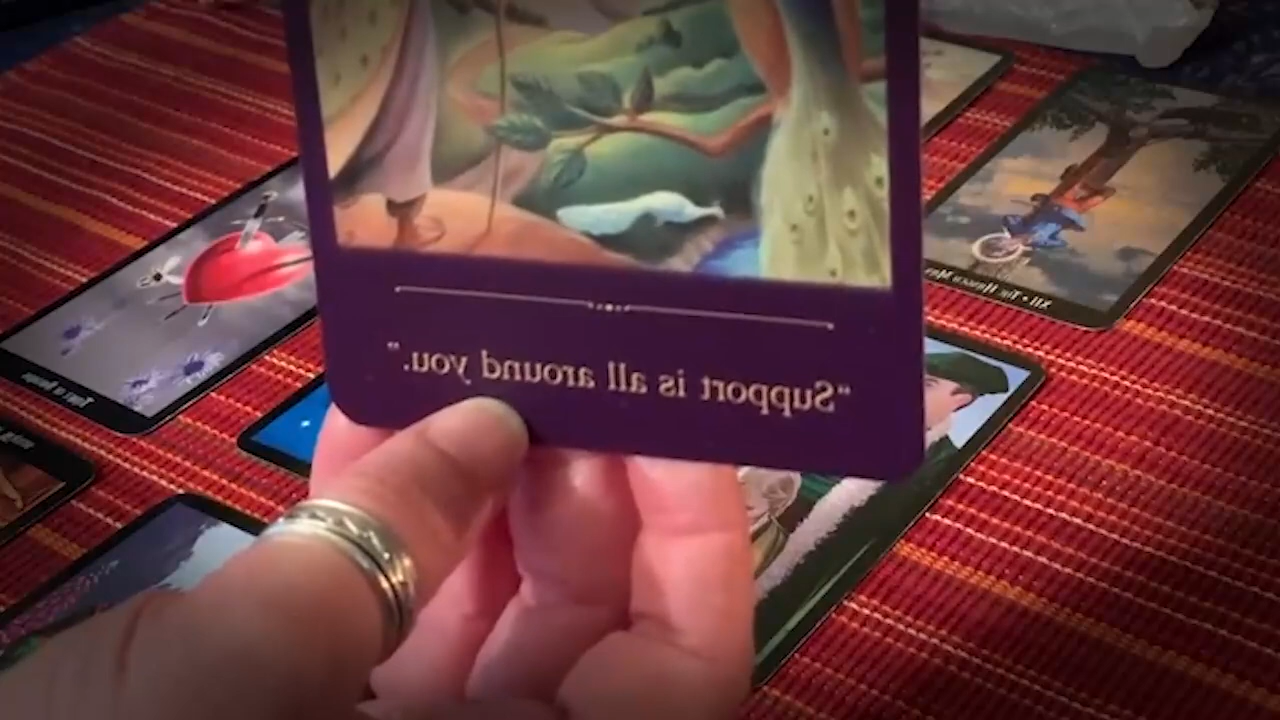 “Support is all around you.”
XII • The Hanged Man